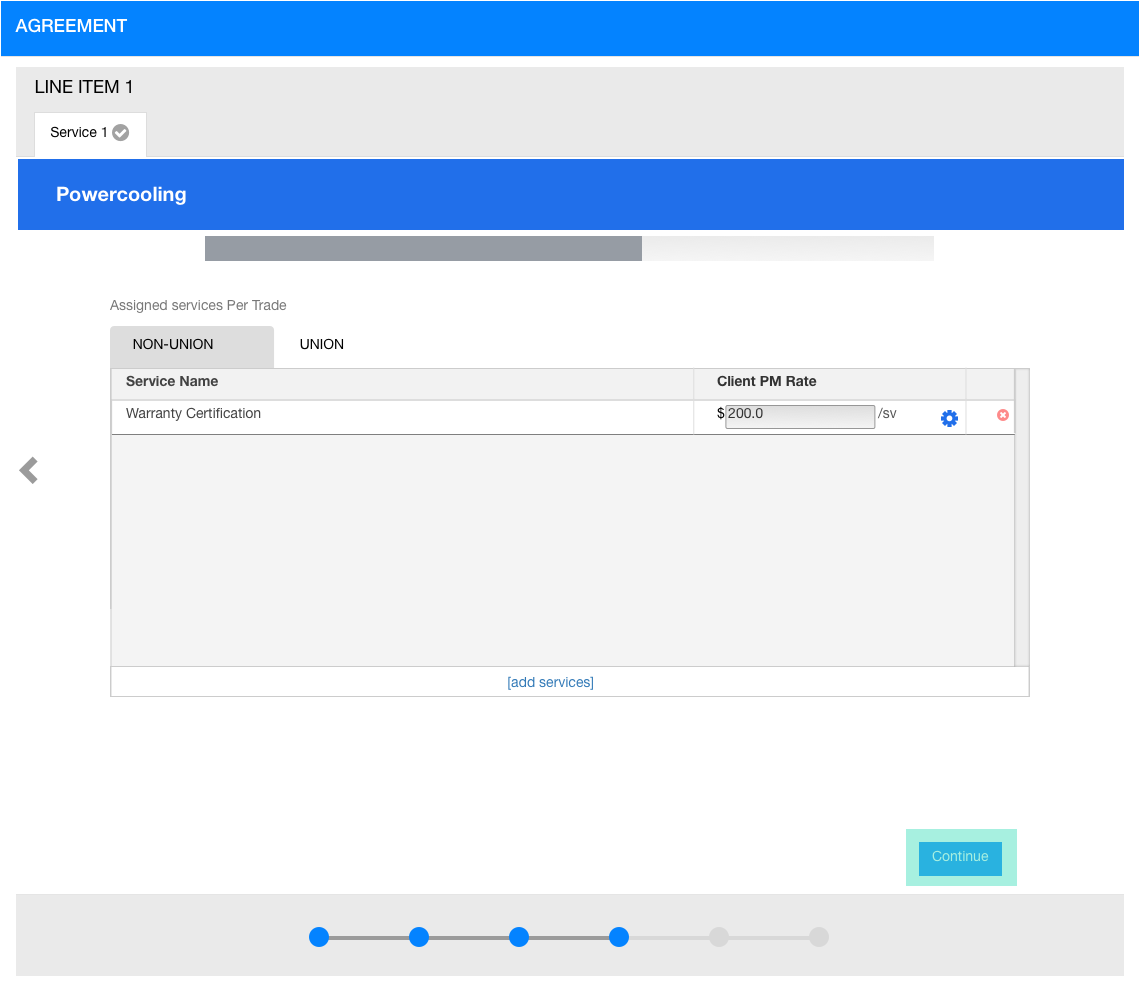 AGREEMENT
LINE ITEM 1
Service 1
Powercooling
Assigned services Per Trade
NON-UNION UNION
Service Name Client PM Rate
Warranty Certification $ 200.0 /sv
[add services]
Continue